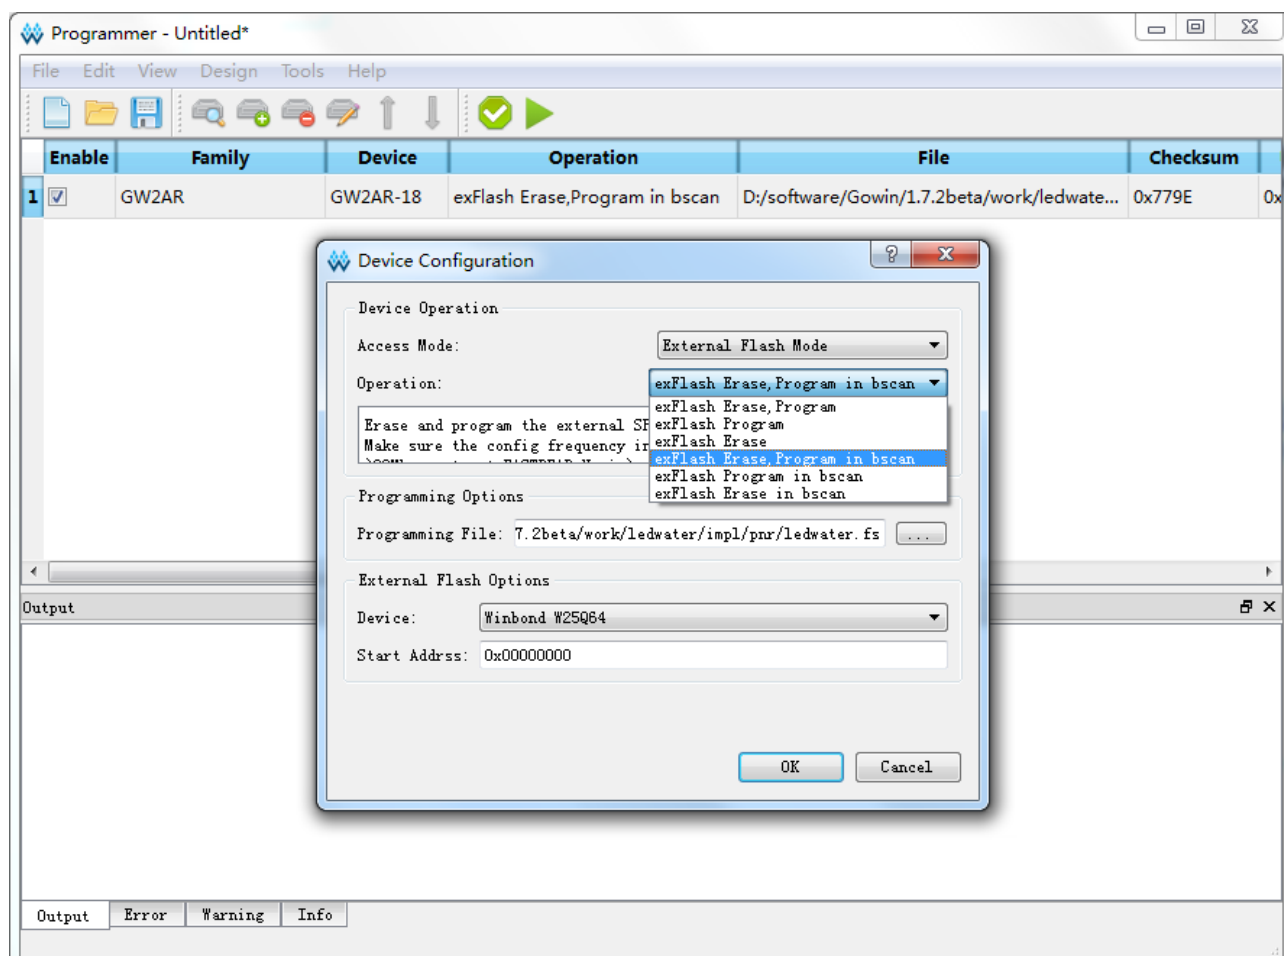 Programmer - Untitled*
File Edit View Design Tools Help
Enable Family Device Operation File Checksum
1 GW2AR GW2AR-18 exFlash Erase,Program in bscan D:/software/Gowin/1.7.2beta/work/ledwate... 0x779E 0x
Device Configuration
Device Operation
Access Mode: External Flash Mode
Operation: exFlash Erase,Program in bscan
exFlash Erase,Program
exFlash Program
exFlash Erase
exFlash Erase,Program in bscan
exFlash Program in bscan
exFlash Erase in bscan
Erase and program the external
Make sure the config frequency
Programming Options
Programming File: 7.2beta/work/ledwater/impl/pnr/ledwater.fs ...
External Flash Options
Device: Winbond W25Q64
Start Addrss: 0x00000000
OK Cancel
Output
Output Error Warning Info